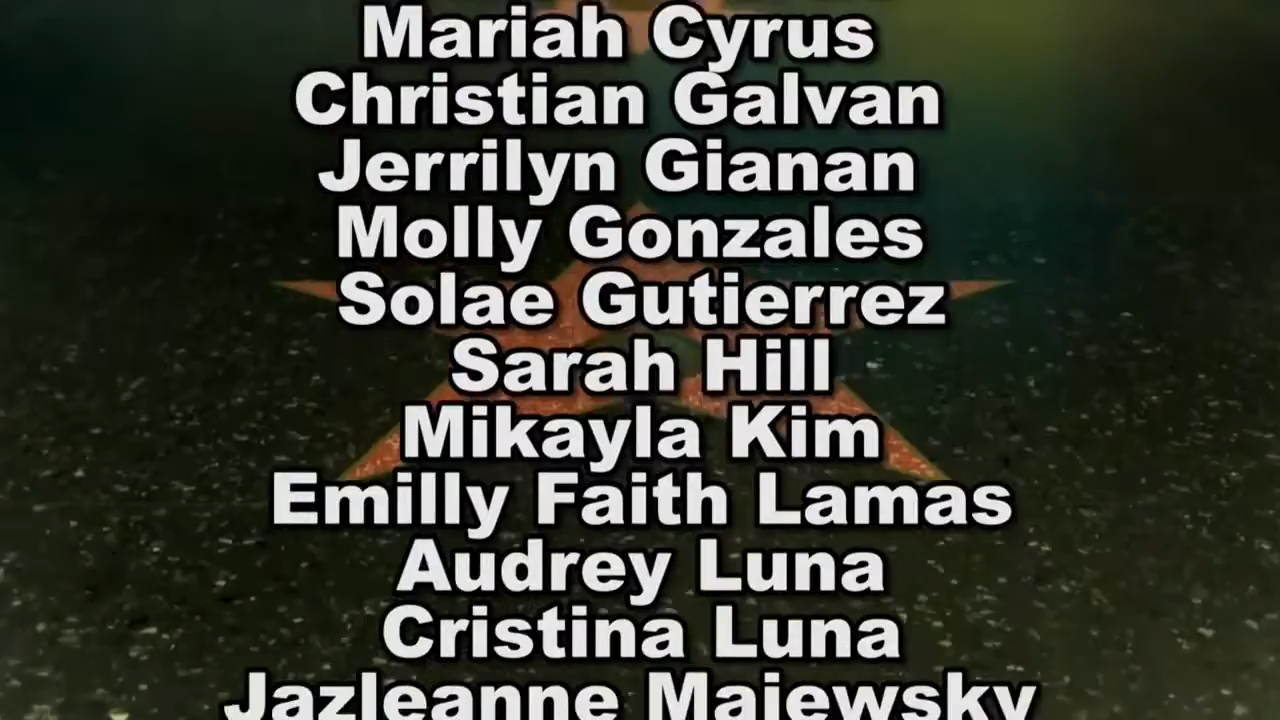 Mariah Cyrus
Christian Galvan
Jerrilyn Gianan
Molly Gonzales
Solae Gutierrez
Sarah Hill
Mikayla Kim
Emilly Faith Lamas
Audrey Luna
Cristina Luna
Jazleanne Majewsky